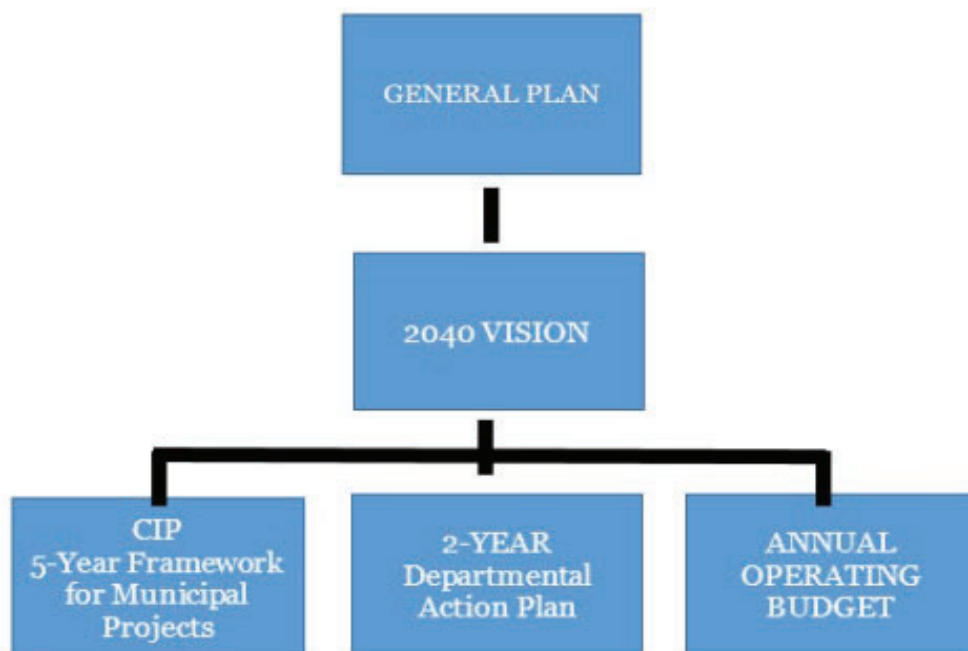 GENERAL PLAN
2040 VISION
CIP
5-Year Framework
for Municipal
Projects
2-YEAR
Departmental
Action Plan
ANNUAL
OPERATING
BUDGET